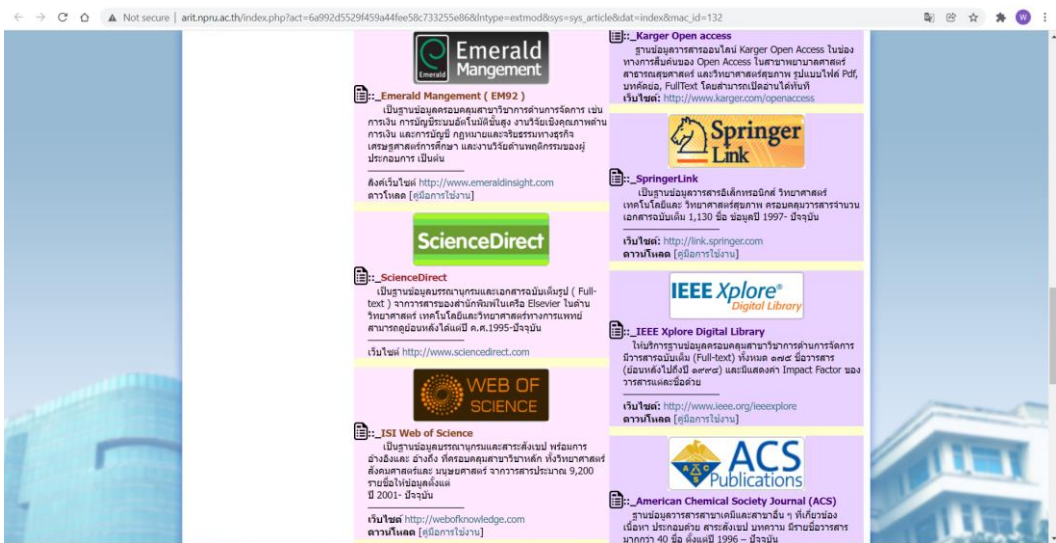 Not secure | arit.npru.ac.th/index.php?act=6a992d5529f459a44fee58c733255e86&lntype=extmod&sys=sys_article&dat=index&mac_id=132
W
Emerald
Mangement
Emerald
::_Emerald Mangement ( EM92 )
เป็นฐานข้อมูลครอบคลุมสาขาวิชาการด้านการจัดการ เช่น
การเงิน การบัญชีระบบอัตโนมัติขั้นสูง งานวิจัยเชิงคุณภาพด้าน
การเงิน และการบัญชี กฎหมายและจริยธรรมทางธุรกิจ
เศรษฐศาสตร์การศึกษา และงานวิจัยด้านพฤติกรรมของผู้
ประกอบการ เป็นต้น
ลิงค์เว็บไซต์ http://www.emeraldinsight.com
ดาวโหลด [คู่มือการใช้งาน]
ScienceDirect
::_ScienceDirect
เป็นฐานข้อมูลบรรณานุกรมและเอกสารฉบับเต็มรูป ( Full-
text ) จากวารสารของสำนักพิมพ์ในเครือ Elsevier ในด้าน
วิทยาศาสตร์ เทคโนโลยีและวิทยาศาสตร์ทางการแพทย์
สามารถดูย้อนหลังได้แต่ปี ค.ศ.1995-ปัจจุบัน
เว็บไซต์ http://www.sciencedirect.com
WEB OF
SCIENCE
::_ISI Web of Science
เป็นฐานข้อมูลบรรณานุกรมและสาระสังเขป พร้อมการ
อ้างอิงและ อ้างถึง ที่ครอบคลุมสาขาวิชาหลัก ทั้งวิทยาศาสตร์
สังคมศาสตร์และ มนุษยศาสตร์ จากวารสารประมาณ 9,200
รายชื่อให้ข้อมูลตั้งแต่
ปี 2001- ปัจจุบัน
เว็บไซต์ http://webofknowledge.com
ดาวน์โหลด [คู่มือการใช้งาน]
::_Karger Open access
ฐานข้อมูลวารสารออนไลน์ Karger Open Access ในช่อง
ทางการสืบค้นของ Open Access ในสาขาพยาบาลศาสตร์
สาธารณสุขศาสตร์ และวิทยาศาสตร์สุขภาพ รูปแบบไฟล์ Pdf,
บทคัดย่อ, FullText โดยสามารถเปิดอ่านได้ทันที
เว็บไซต์: http://www.karger.com/openaccess
Springer
Link
::_SpringerLink
เป็นฐานข้อมูลวารสารอิเล็กทรอนิกส์ วิทยาศาสตร์
เทคโนโลยีและ วิทยาศาสตร์สุขภาพ ครอบคลุมวารสารจำนวน
เอกสารฉบับเต็ม 1,130 ชื่อ ข้อมูลปี 1997- ปัจจุบัน
เว็บไซต์: http://link.springer.com
ดาวน์โหลด [คู่มือการใช้งาน]
IEEE Xplore®
Digital Library
::_IEEE Xplore Digital Library
ให้บริการฐานข้อมูลครอบคลุมสาขาวิชาการด้านการจัดการ
มีวารสารฉบับเต็ม (Full-text) ทั้งหมด ๑๗๕ ชื่อวารสาร
(ย้อนหลังไปถึงปี ๑๙๙๔) และมีแสดงค่า Impact Factor ของ
วารสารแต่ละชื่อด้วย
เว็บไซต์: http://www.ieee.org/ieeexplore
ดาวน์โหลด [คู่มือการใช้งาน]
ACS
Publications
::_American Chemical Society Journal (ACS)
ฐานข้อมูลวารสารสาขาเคมีและสาขาอื่น ๆ ที่เกี่ยวข้อง
เนื้อหา ประกอบด้วย สาระสังเขป บทความ มีรายชื่อวารสาร
มากกว่า 40 ชื่อ ตั้งแต่ปี 1996 – ปัจจุบัน